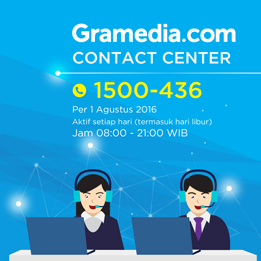 Gramedia.com
CONTACT CENTER
1500-436
Per 1 Agustus 2016
Aktif setiap hari (termasuk hari libur)
Jam 08:00 - 21:00 WIB